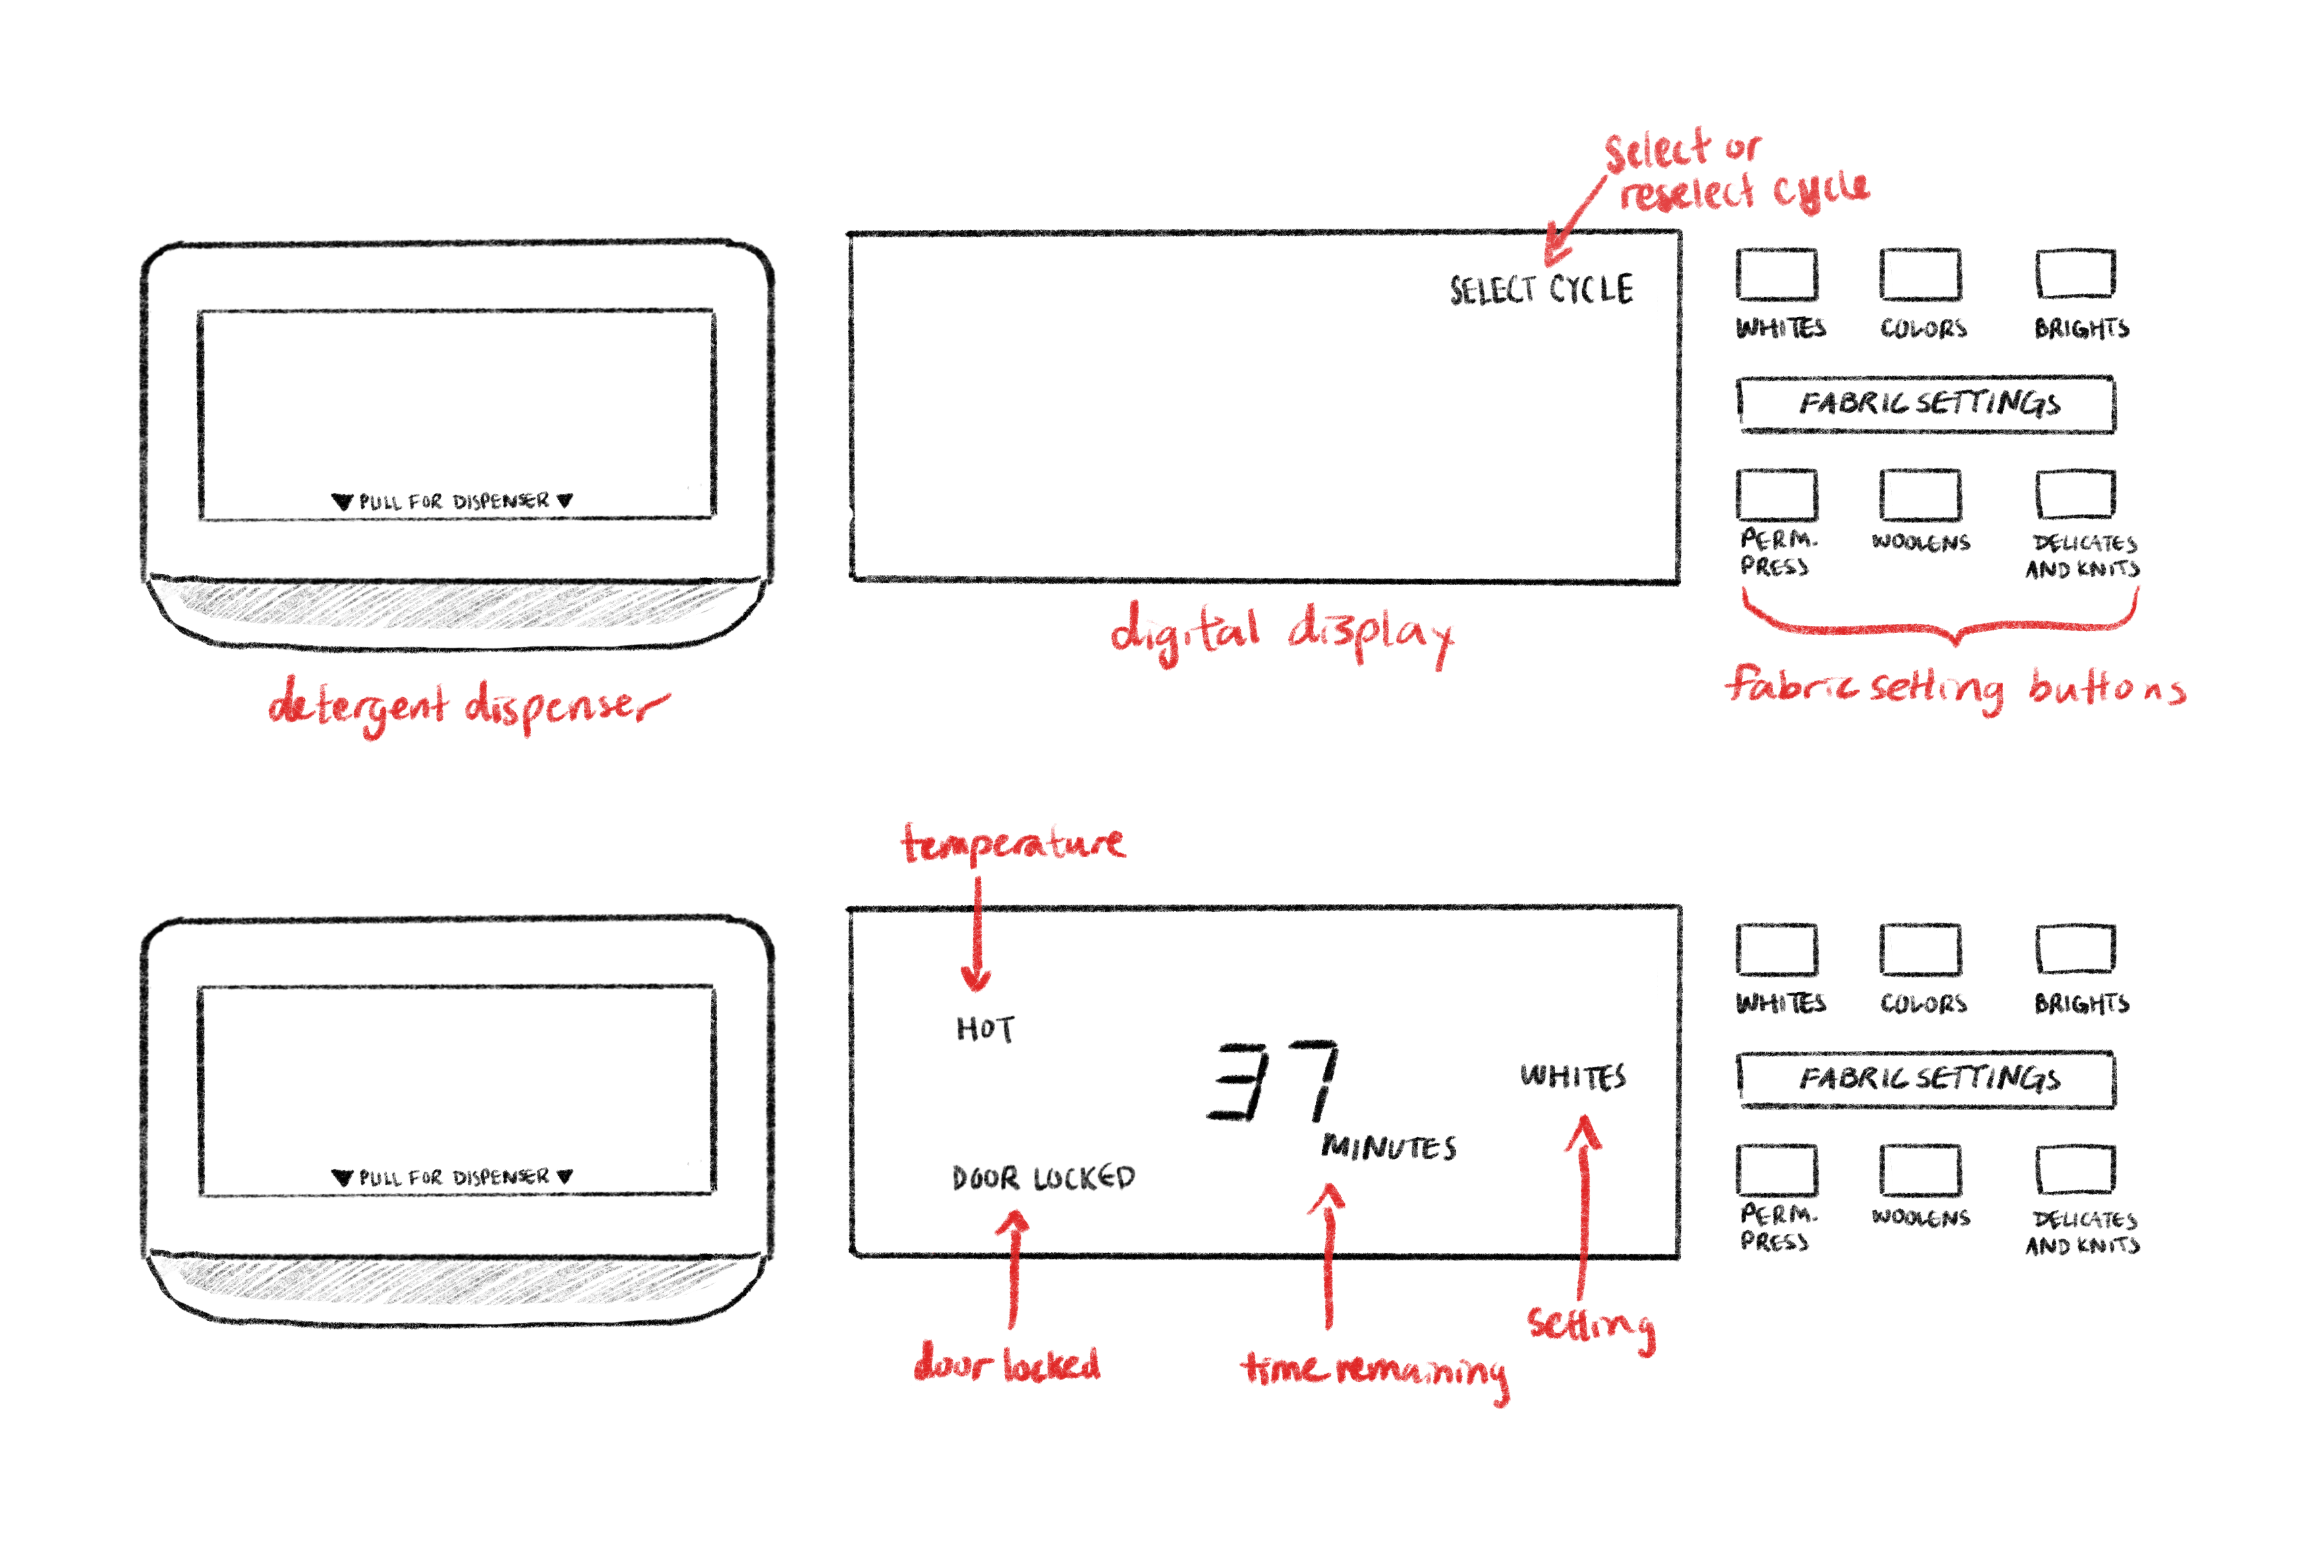 select or
reselect cycle
SELECT CYCLE
WHITES
COLORS
BRIGHTS
FABRIC SETTINGS
▼ PULL FOR DISPENSER ▼
PERM.
PRESS
WOOLENS
DELICATES
AND KNITS
detergent dispenser
digital display
fabric setting buttons
temperature
HOT
37
MINUTES
WHITES
DOOR LOCKED
WHITES
COLORS
BRIGHTS
FABRIC SETTINGS
▼ PULL FOR DISPENSER ▼
PERM.
PRESS
WOOLENS
DELICATES
AND KNITS
door locked
time remaining
setting